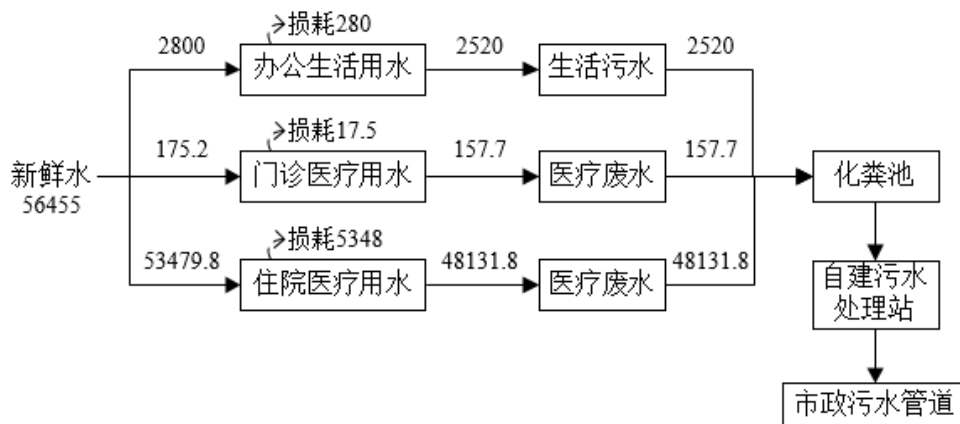 损耗280
2800
办公生活用水
2520
生活污水
2520
损耗17.5
175.2
门诊医疗用水
157.7
医疗废水
157.7
化粪池
新鲜水
56455
损耗5348
53479.8
住院医疗用水
48131.8
医疗废水
48131.8
自建污水
处理站
市政污水管道